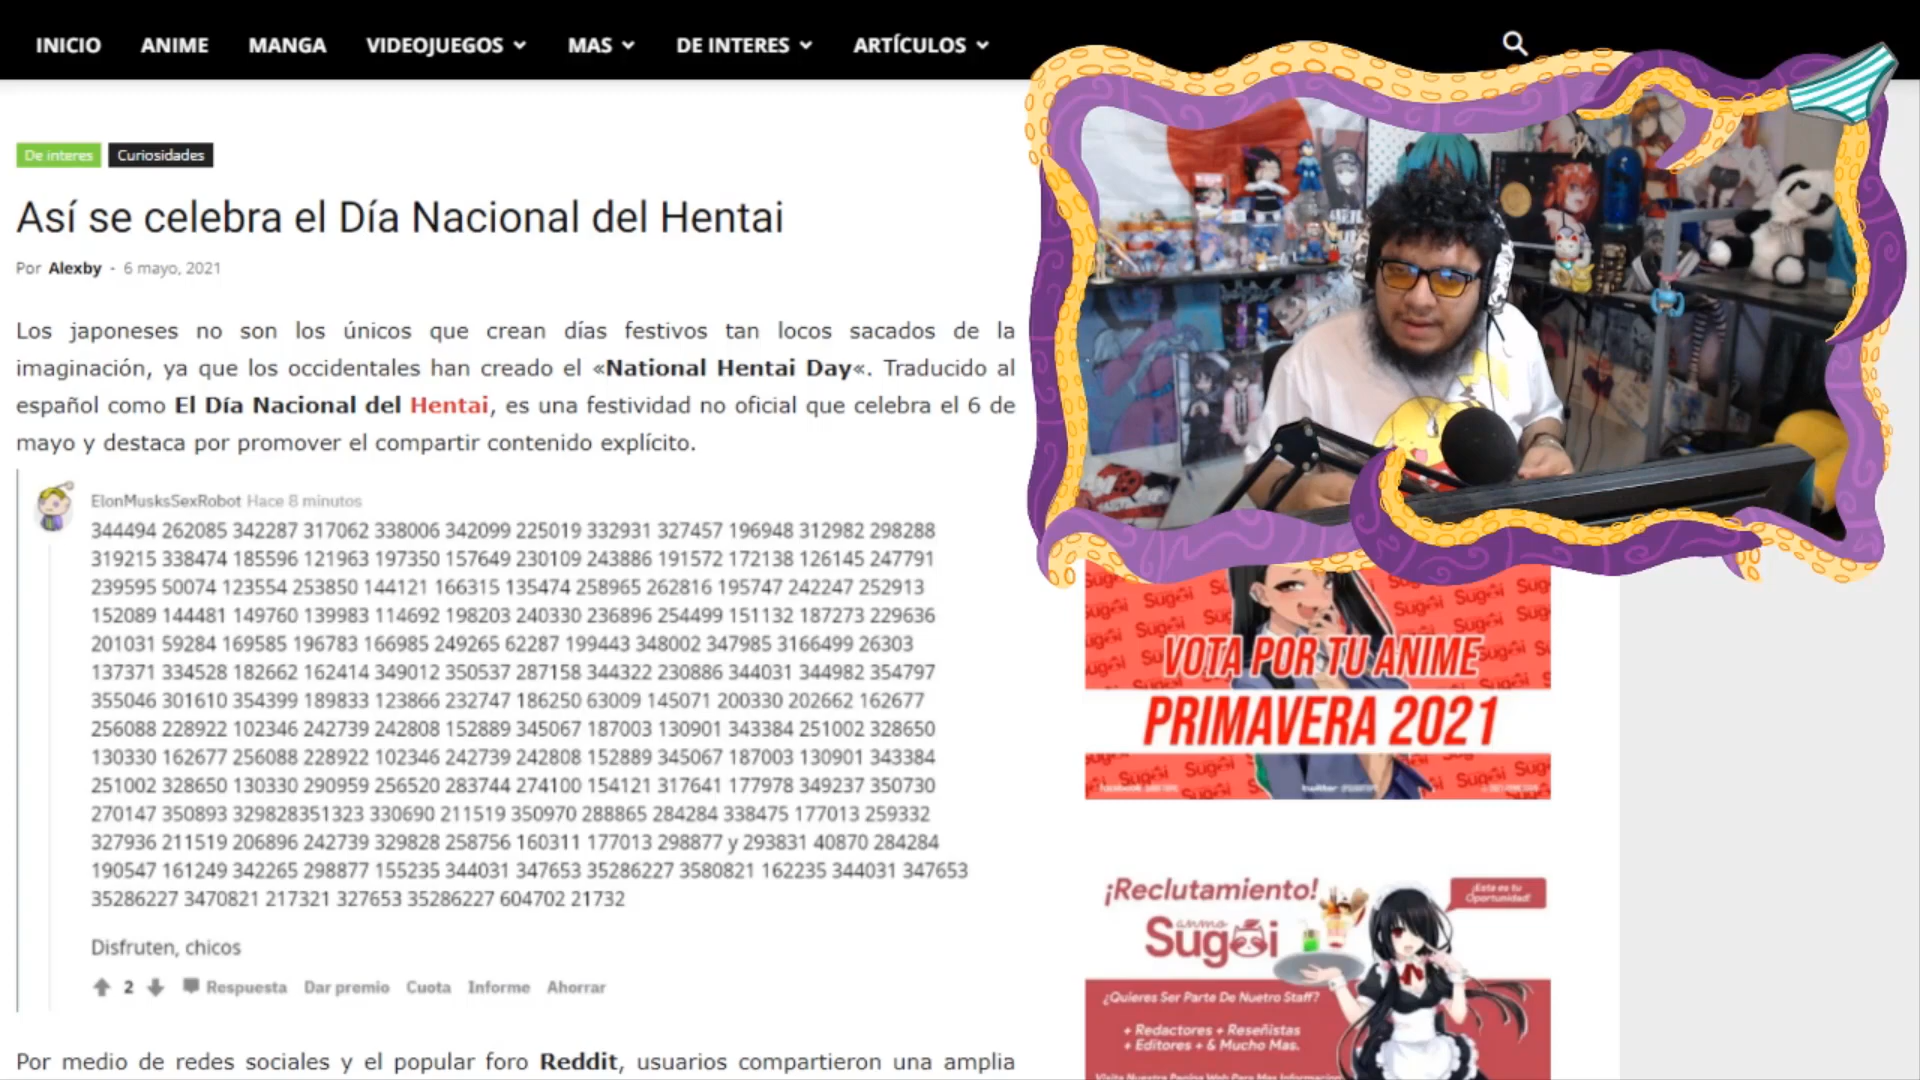 INICIO ANIME MANGA VIDEOJUEGOS MAS DE INTERES ARTÍCULOS
De interes Curiosidades
Así se celebra el Día Nacional del Hentai
Por Alexby - 6 mayo, 2021
Los japoneses no son los únicos que crean días festivos tan locos sacados de la
imaginación, ya que los occidentales han creado el «National Hentai Day«. Traducido al
español como El Día Nacional del Hentai, es una festividad no oficial que celebra el 6 de
mayo y destaca por promover el compartir contenido explícito.
ElonMusksSexRobot Hace 8 minutos
344494 262085 342287 317062 338006 342099 225019 332931 327457 196948 312982 298288
319215 338474 185596 121963 197350 157649 230109 243886 191572 172138 126145 247791
239595 50074 123554 253850 144121 166315 135474 258965 262816 195747 242247 252913
152089 144481 149760 139983 114692 198203 240330 236896 254499 151132 187273 229636
201031 59284 169585 196783 166985 249265 62287 199443 348002 347985 3166499 26303
137371 334528 182662 162414 349012 350537 287158 344322 230886 344031 344982 354797
355046 301610 354399 189833 123866 232747 186250 63009 145071 200330 202662 162677
256088 228922 102346 242739 242808 152889 345067 187003 130901 343384 251002 328650
130330 162677 256088 228922 102346 242739 242808 152889 345067 187003 130901 343384
251002 328650 130330 290959 256520 283744 274100 154121 317641 177978 349237 350730
270147 350893 329828351323 330690 211519 350970 288865 284284 338475 177013 259332
327936 211519 206896 242739 329828 258756 160311 177013 298877 y 293831 40870 284284
190547 161249 342265 298877 155235 344031 347653 35286227 3580821 162235 344031 347653
35286227 3470821 217321 327653 35286227 604702 21732
Disfruten, chicos
2 Respuesta Dar premio Cuota Informe Ahorrar
Por medio de redes sociales y el popular foro Reddit, usuarios compartieron una amplia
VOTA POR TU ANIME
PRIMAVERA 2021
¡Reclutamiento!
¡Esta es tu
Oportunidad!
anmo
Sugoi
¿Quieres Ser Parte De Nuetro Staff?
+ Redactores + Reseñistas
+ Editores + & Mucho Mas.
Visita Nuestra Pagina Web Para Mas Informacion